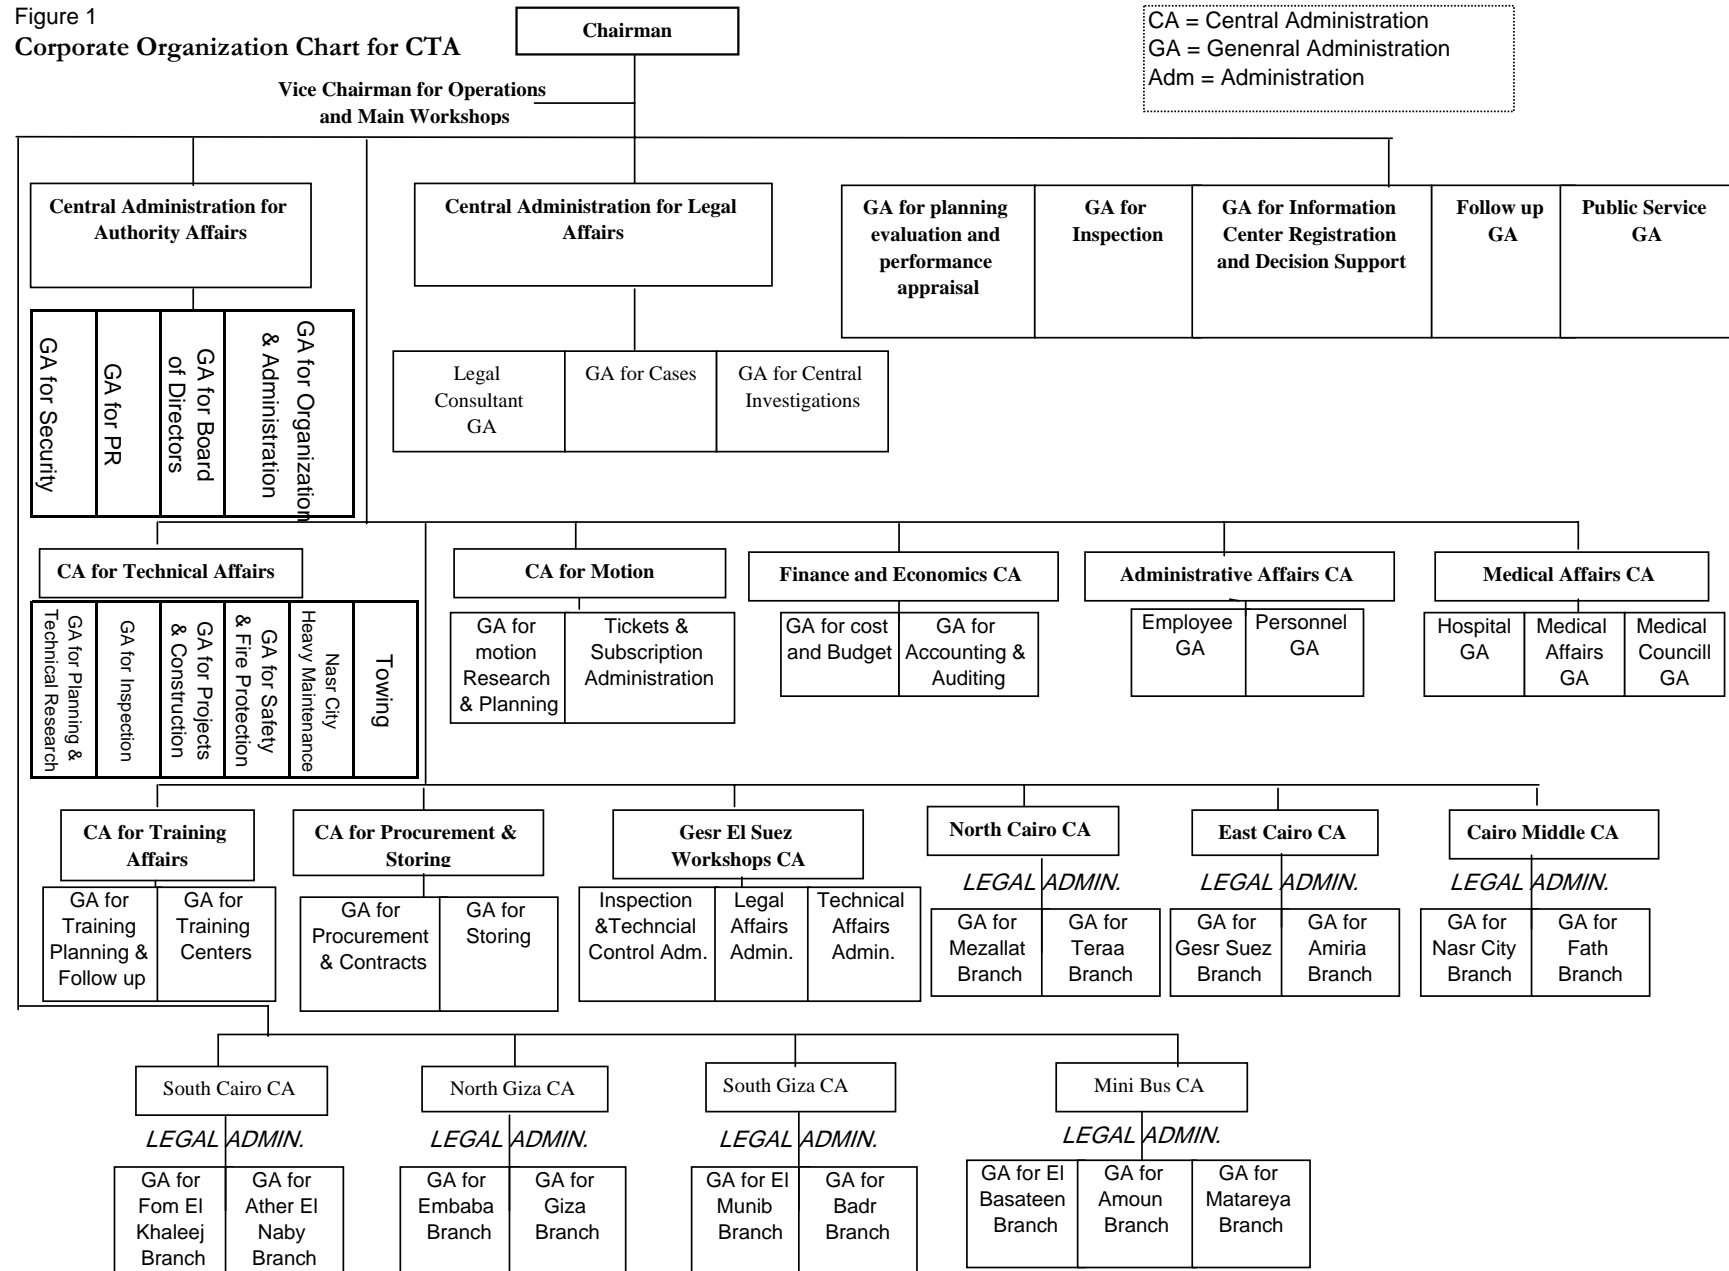 Figure 1
Corporate Organization Chart for CTA
Chairman
CA = Central Administration
GA = Genenral Administration
Adm = Administration
Vice Chairman for Operations
and Main Workshops
Central Administration for
Authority Affairs
Central Administration for Legal
Affairs
GA for planning
evaluation and
performance
appraisal
GA for
Inspection
GA for Information
Center Registration
and Decision Support
Follow up
GA
Public Service
GA
GA for Security
GA for PR
GA for Board
of Directors
GA for Organization
& Administration
Legal
Consultant
GA
GA for Cases
GA for Central
Investigations
CA for Technical Affairs
CA for Motion
Finance and Economics CA
Administrative Affairs CA
Medical Affairs CA
GA for Planning &
Technical Research
GA for Inspection
GA for Projects
& Construction
GA for Safety
& Fire Protection
Nasr City
Heavy Maintenance
Towing
GA for
motion
Research
& Planning
Tickets &
Subscription
Administration
GA for cost
and Budget
GA for
Accounting &
Auditing
Employee
GA
Personnel
GA
Hospital
GA
Medical
Affairs
GA
Medical
Councill
GA
CA for Training
Affairs
CA for Procurement &
Storing
Gesr El Suez
Workshops CA
North Cairo CA
East Cairo CA
Cairo Middle CA
LEGAL ADMIN.
LEGAL ADMIN.
LEGAL ADMIN.
GA for
Training
Planning &
Follow up
GA for
Training
Centers
GA for
Procurement
& Contracts
GA for
Storing
Inspection
&Techncial
Control Adm.
Legal
Affairs
Admin.
Technical
Affairs
Admin.
GA for
Mezallat
Branch
GA for
Teraa
Branch
GA for
Gesr Suez
Branch
GA for
Amiria
Branch
GA for
Nasr City
Branch
GA for
Fath
Branch
South Cairo CA
North Giza CA
South Giza CA
Mini Bus CA
LEGAL ADMIN.
LEGAL ADMIN.
LEGAL ADMIN.
LEGAL ADMIN.
GA for
Fom El
Khaleej
Branch
GA for
Ather El
Naby
Branch
GA for
Embaba
Branch
GA for
Giza
Branch
GA for El
Munib
Branch
GA for
Badr
Branch
GA for El
Basateen
Branch
GA for
Amoun
Branch
GA for
Matareya
Branch